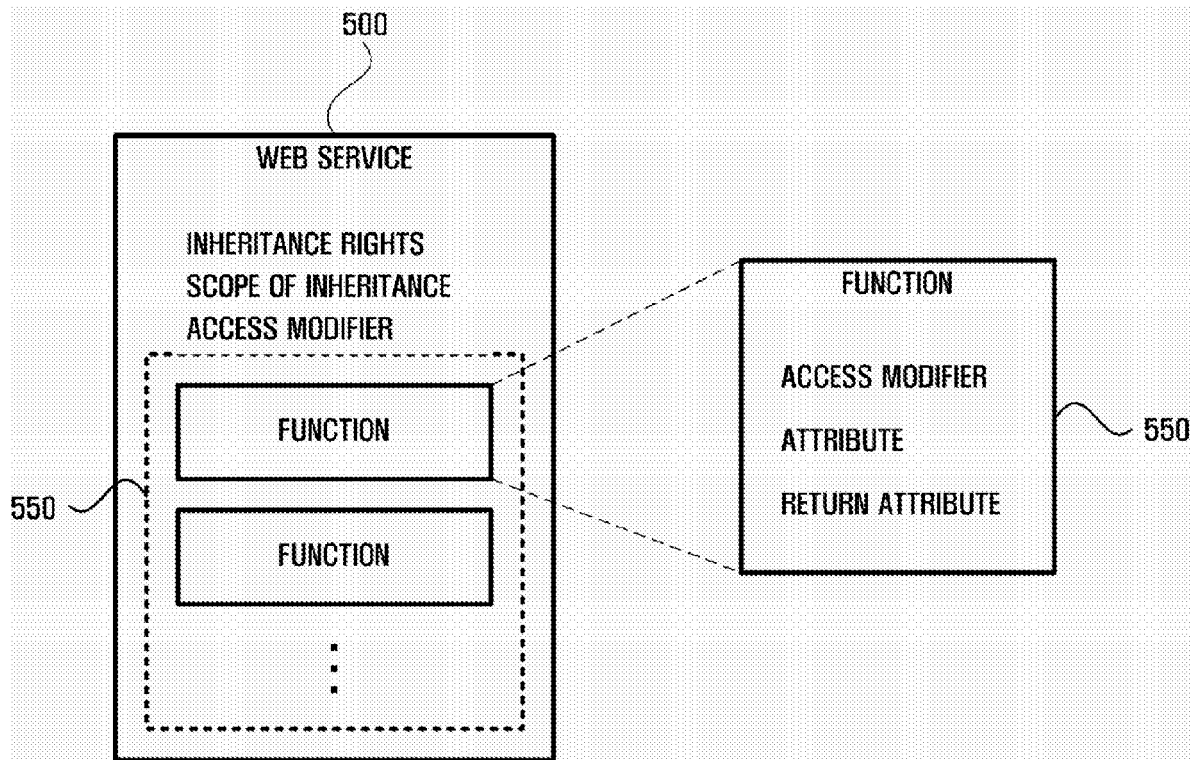 500
WEB SERVICE
INHERITANCE RIGHTS
SCOPE OF INHERITANCE
ACCESS MODIFIER
FUNCTION
550
FUNCTION
FUNCTION
ACCESS MODIFIER
ATTRIBUTE
RETURN ATTRIBUTE
550